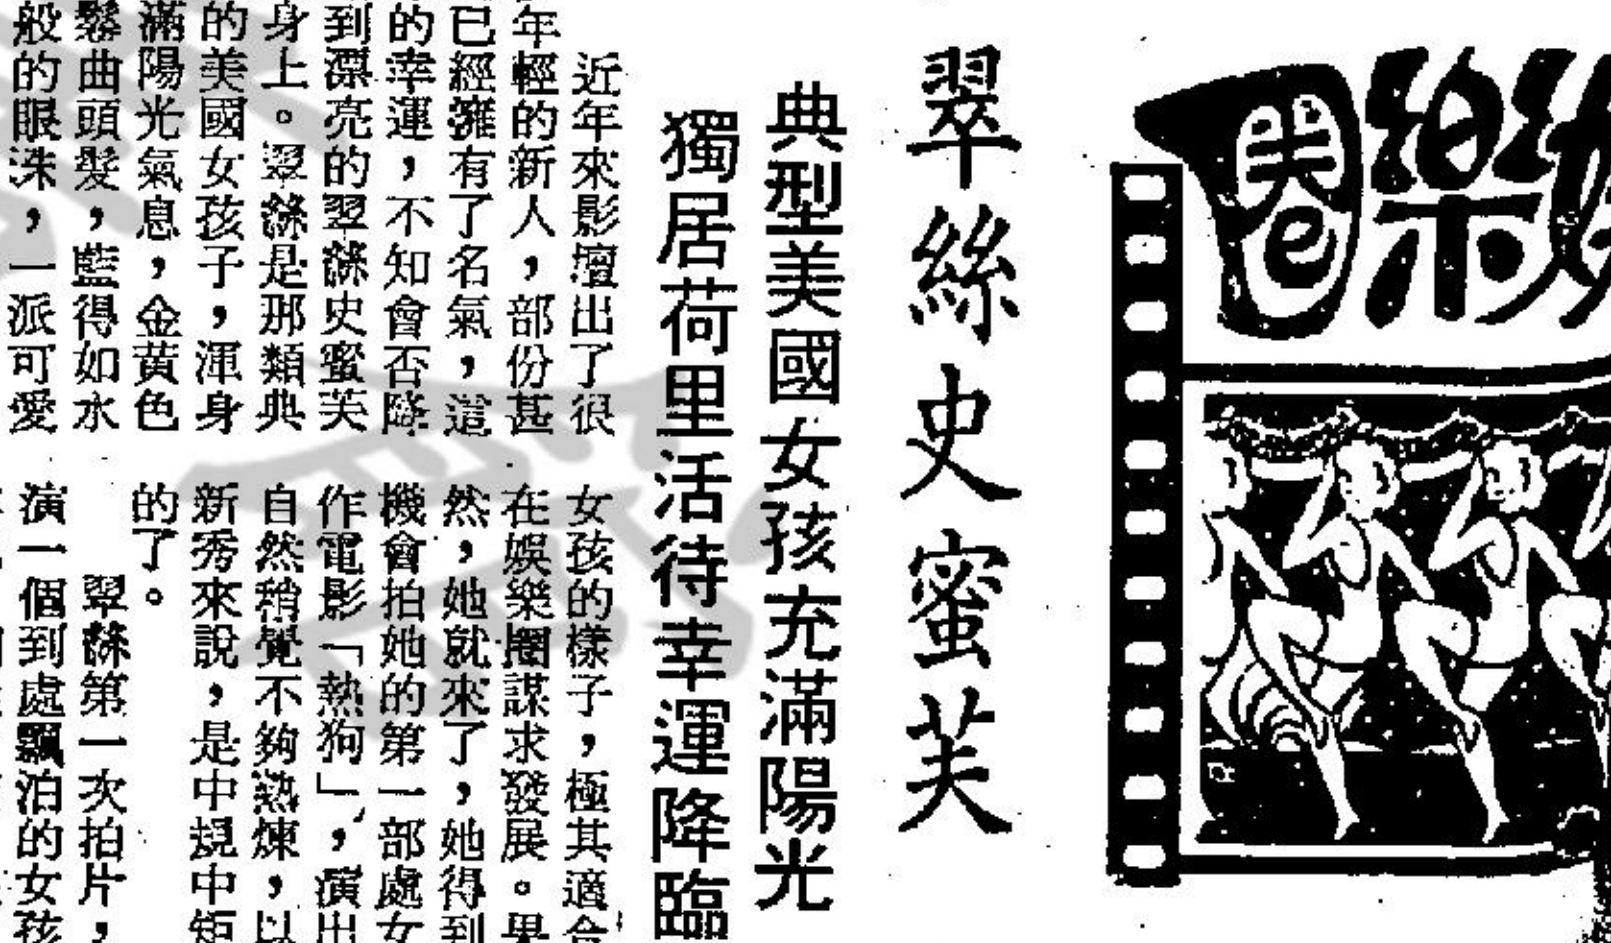 娛樂圈
翠絲史蜜芙
典型美國女孩充滿陽光
獨居荷里活待幸運降臨
近年來影壇出了很
年輕的新人，部份甚
已經擁有了名氣，這
的幸運，不知會否降
到漂亮的翠絲史蜜芙
身上。翠絲是那類典
的美國女孩子，渾身
滿陽光氣息，金黃色
鬆曲頭髮，藍得如水
般的眼洙，一派可愛
女孩的樣子，極其適合
在娛樂圈謀求發展。果
然，她就來了，她得到
機會拍她的第一部處女
作電影「熱狗」，演出
自然稍覺不夠熟煉，以
新秀來說，是中規中矩
的了。
翠絲第一次拍片，
演一個到處飄泊的女孩